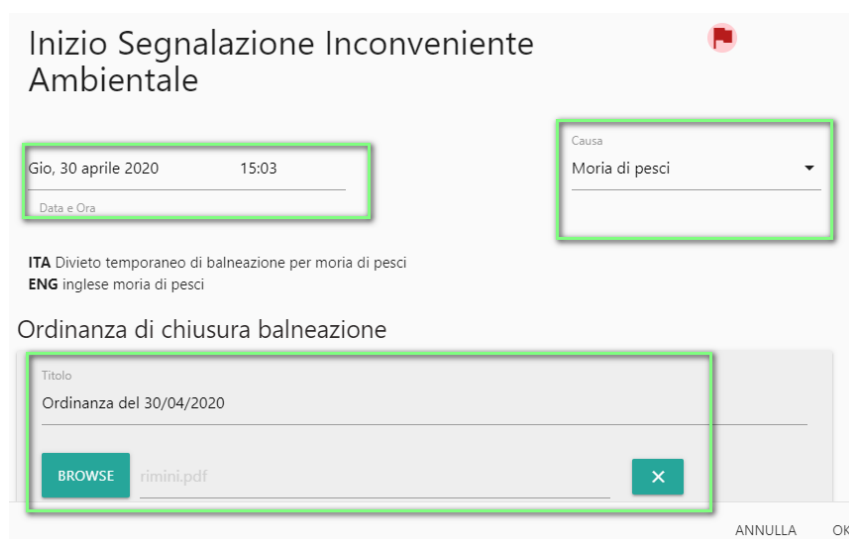 Inizio Segnalazione Inconveniente
Ambientale
Causa
Gio, 30 aprile 2020 15:03
Moria di pesci
Data e Ora
ITA Divieto temporaneo di balneazione per moria di pesci
ENG inglese moria di pesci
Ordinanza di chiusura balneazione
Titolo
Ordinanza del 30/04/2020
BROWSE rimini.pdf
ANNULLA OK